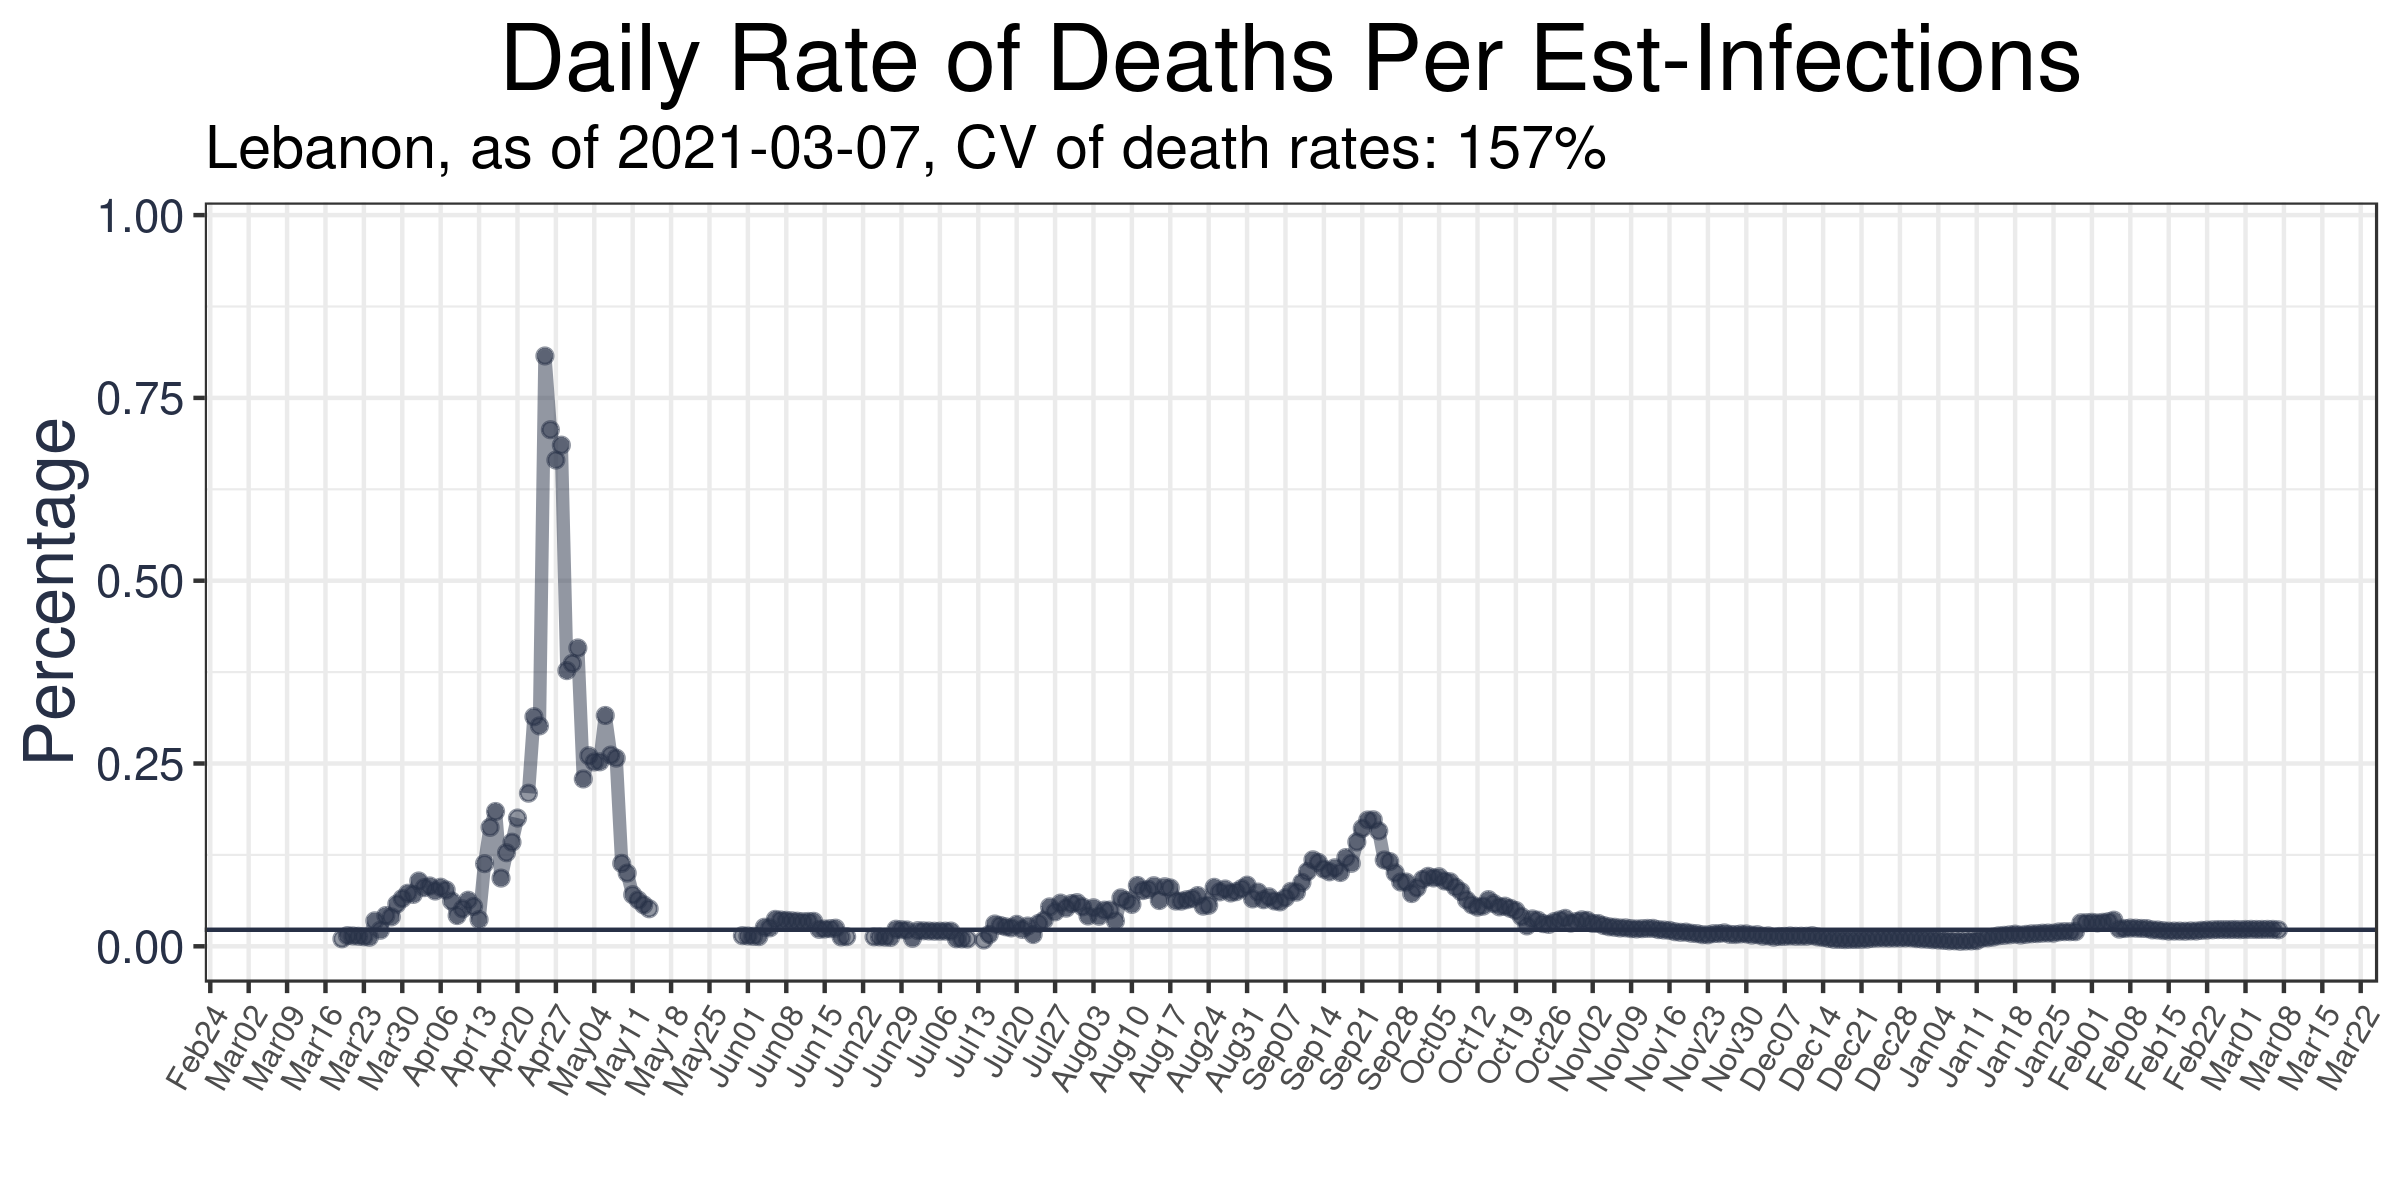 Daily Rate of Deaths Per Est-Infections
Lebanon, as of 2021-03-07, CV of death rates: 157%
Percentage
1.00
0.75
0.50
0.25
0.00
Feb24
Mar02
Mar09
Mar16
Mar23
Mar30
Apr06
Apr13
Apr20
Apr27
May04
May11
May18
May25
Jun01
Jun08
Jun15
Jun22
Jun29
Jul06
Jul13
Jul20
Jul27
Aug03
Aug10
Aug17
Aug24
Aug31
Sep07
Sep14
Sep21
Sep28
Oct05
Oct12
Oct19
Oct26
Nov02
Nov09
Nov16
Nov23
Nov30
Dec07
Dec14
Dec21
Dec28
Jan04
Jan11
Jan18
Jan25
Feb01
Feb08
Feb15
Feb22
Mar01
Mar08
Mar15
Mar22